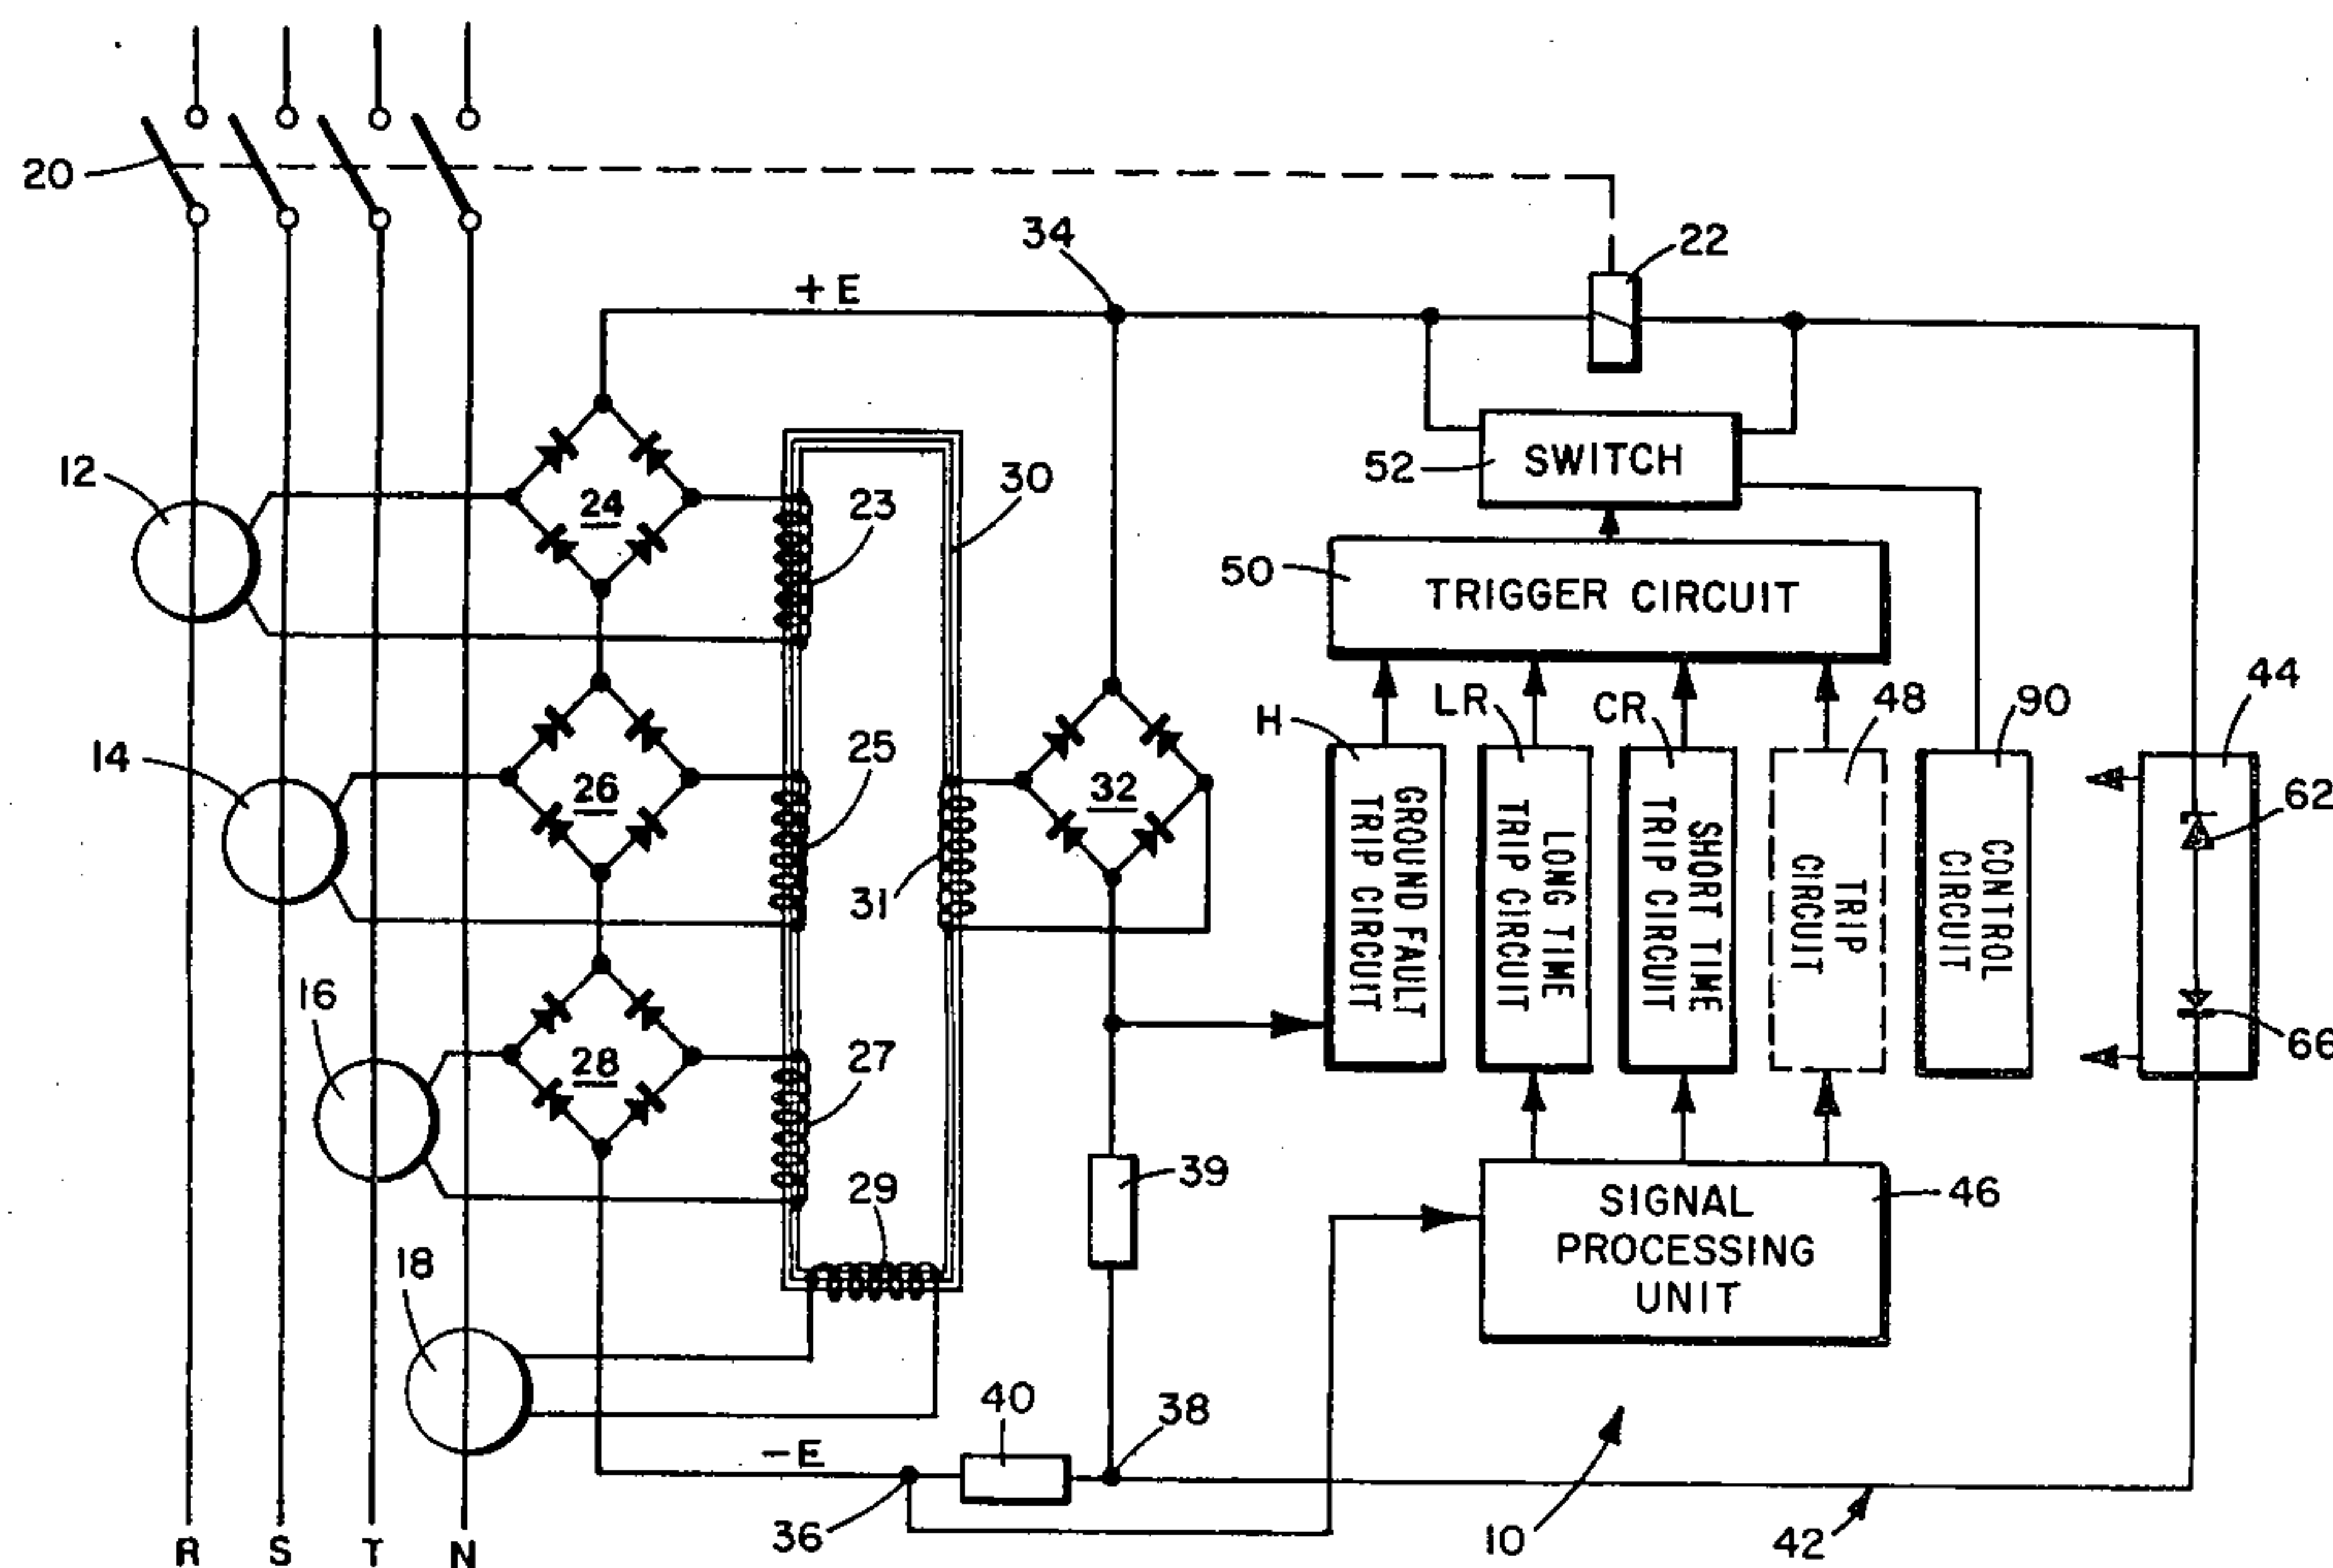 20
34
22
+E
12
24
23
30
52
SWITCH
50
TRIGGER CIRCUIT
14
26
25
31
32
H
LR
CR
48
90
44
62
66
GROUND FAULT
TRIP CIRCUIT
LONG TIME
TRIP CIRCUIT
SHORT TIME
TRIP CIRCUIT
TRIP
CIRCUIT
CONTROL
CIRCUIT
16
28
27
29
39
18
SIGNAL
PROCESSING
UNIT
46
40
38
-E
36
10
42
R
S
T
N